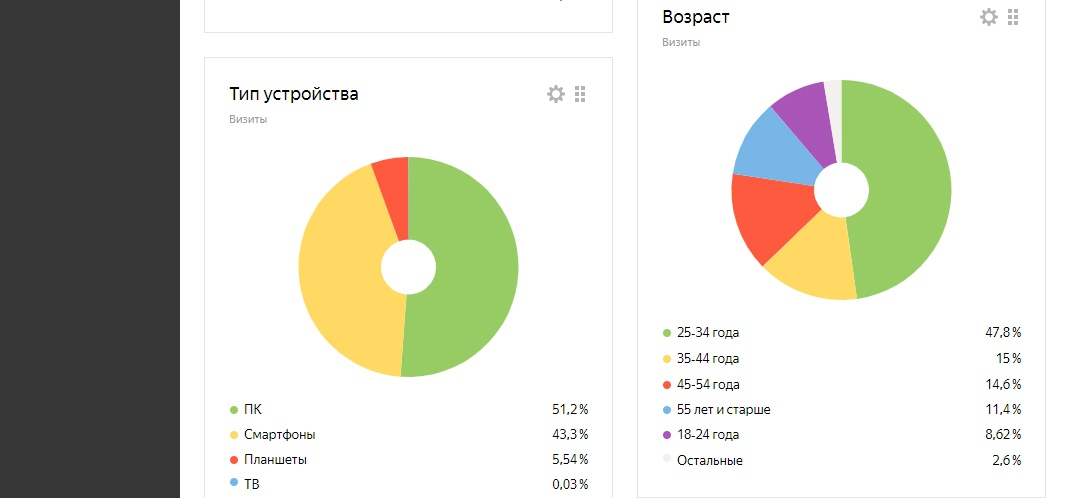 Тип устройства
Визиты
ПК 51,2 %
Смартфоны 43,3 %
Планшеты 5,54 %
ТВ 0,03 %
Возраст
Визиты
25-34 года 47,8 %
35-44 года 15 %
45-54 года 14,6 %
55 лет и старше 11,4 %
18-24 года 8,62 %
Остальные 2,6 %